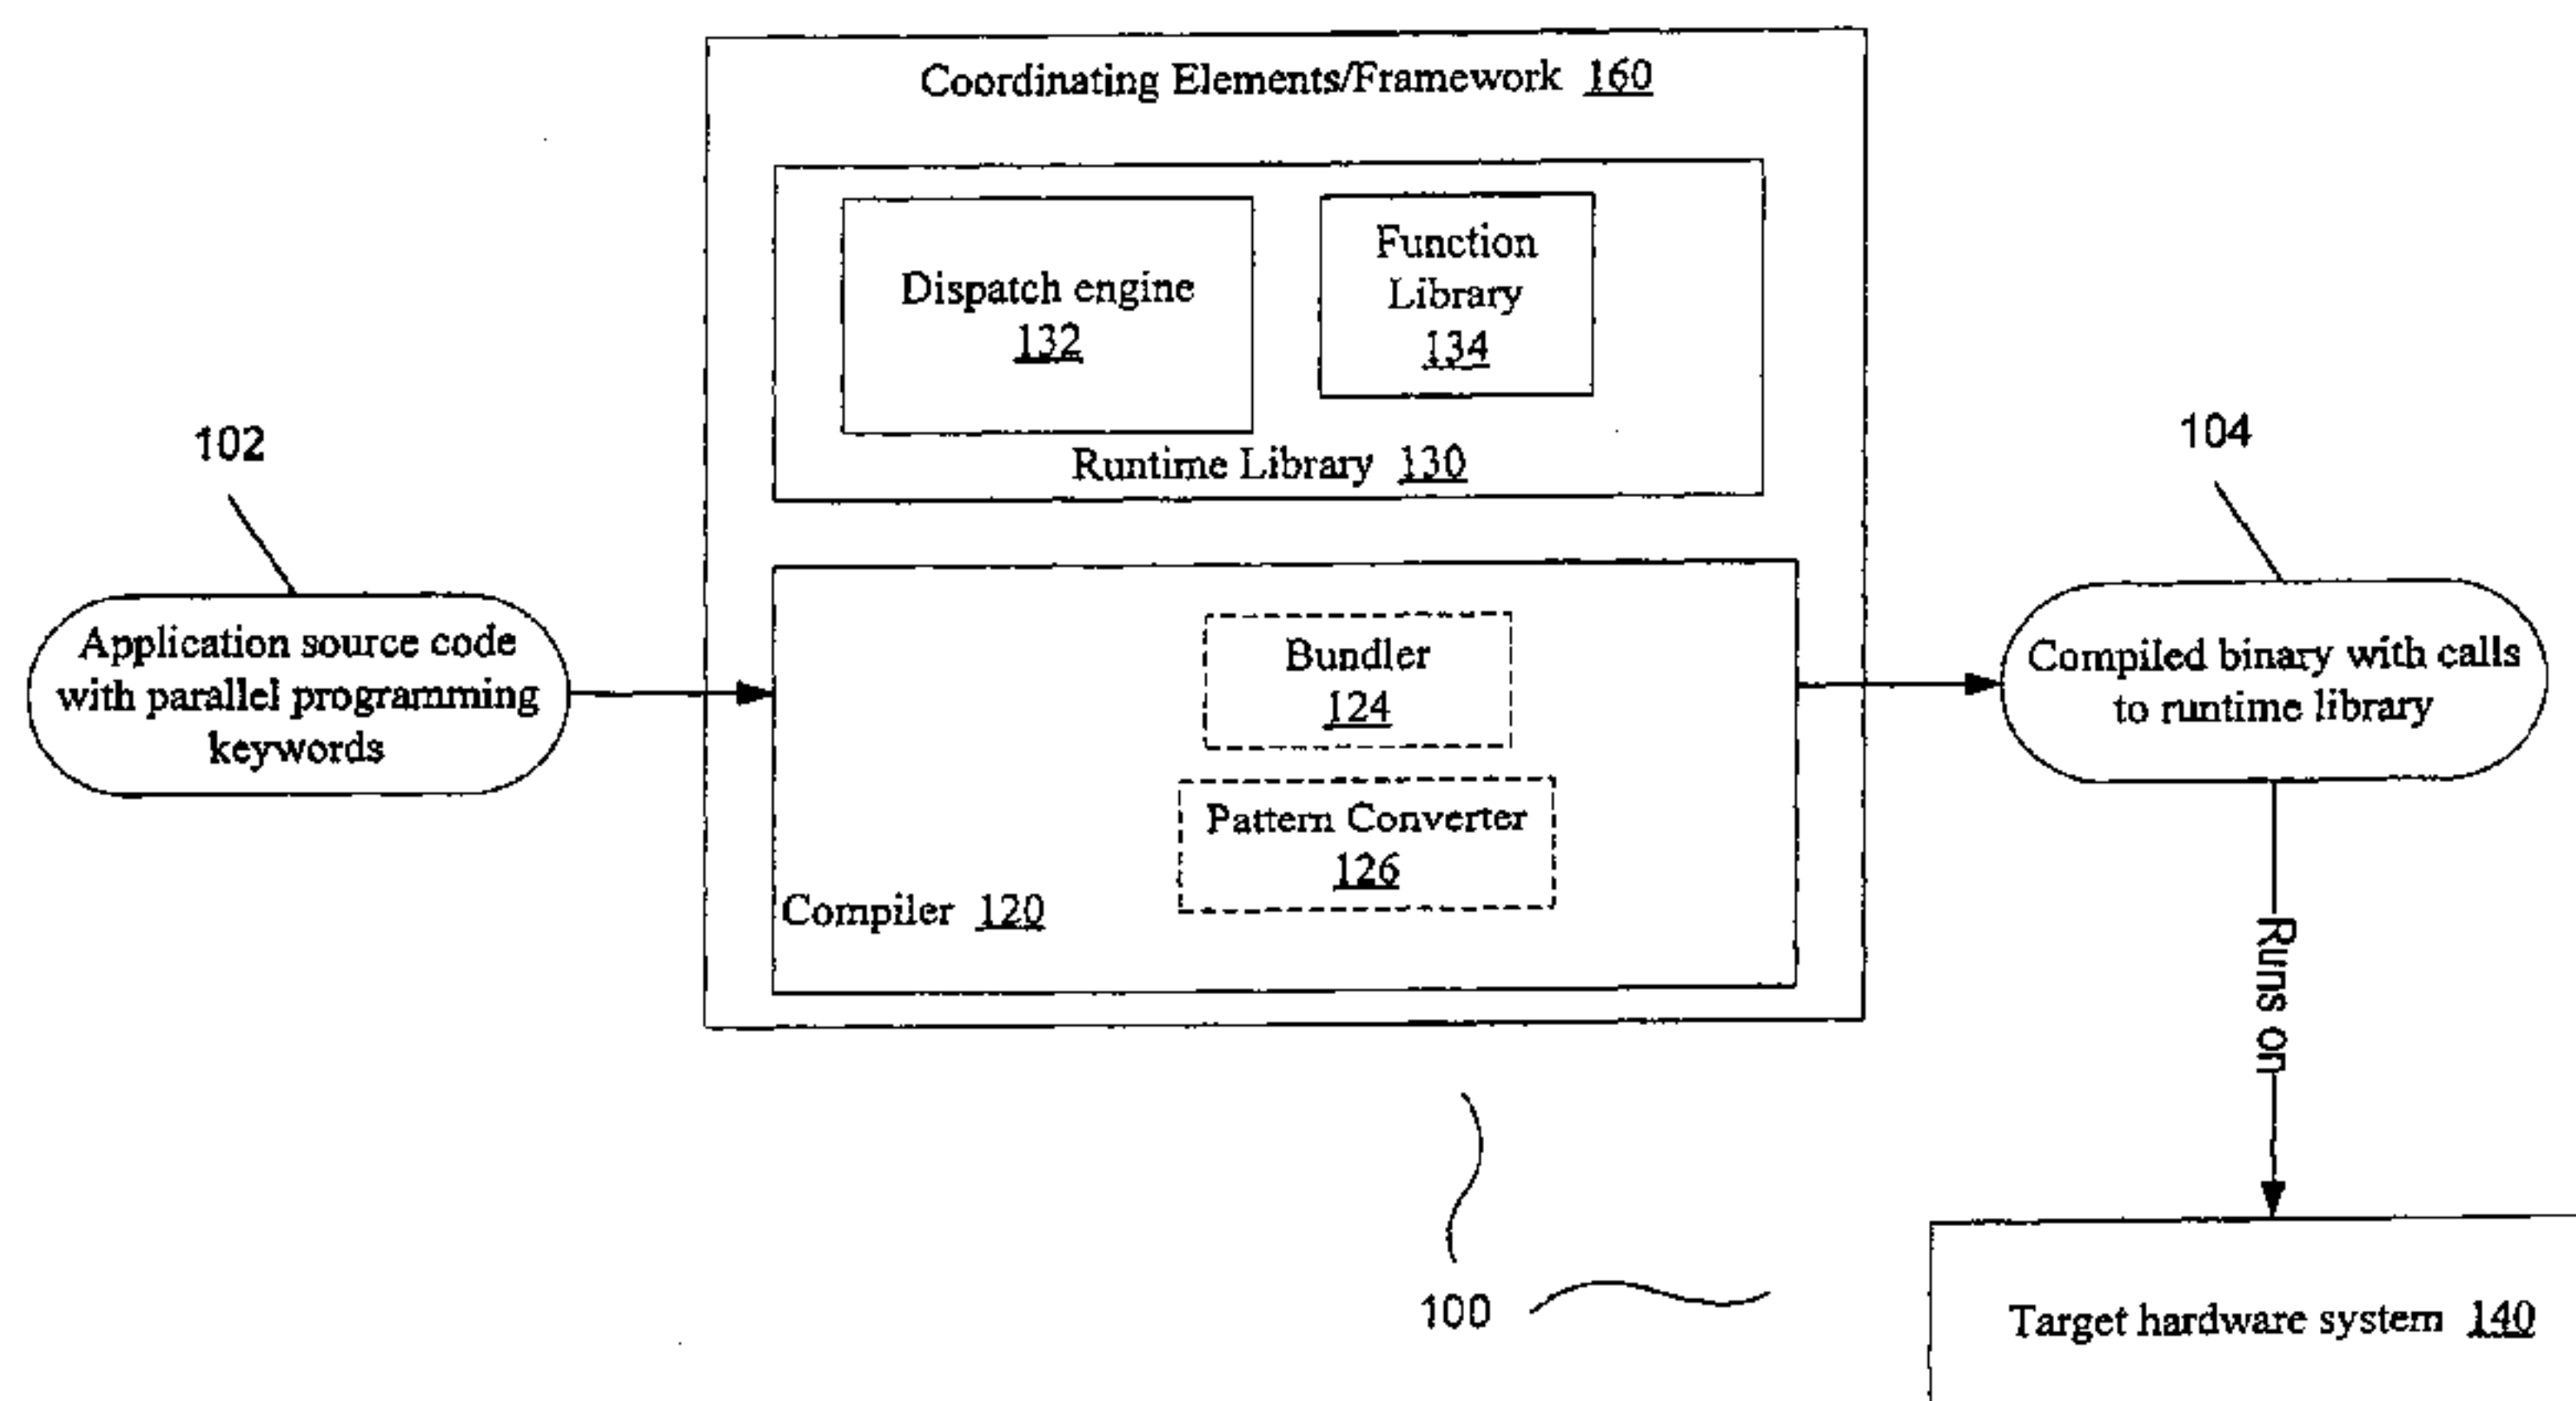 Coordinating Elements/Framework 160
Dispatch engine
132
Function
Library
134
Runtime Library 130
102
Application source code
with parallel programming
keywords
Bundler
124
Pattern Converter
126
Compiler 120
104
Compiled binary with calls
to runtime library
Runs on
100
Target hardware system 140